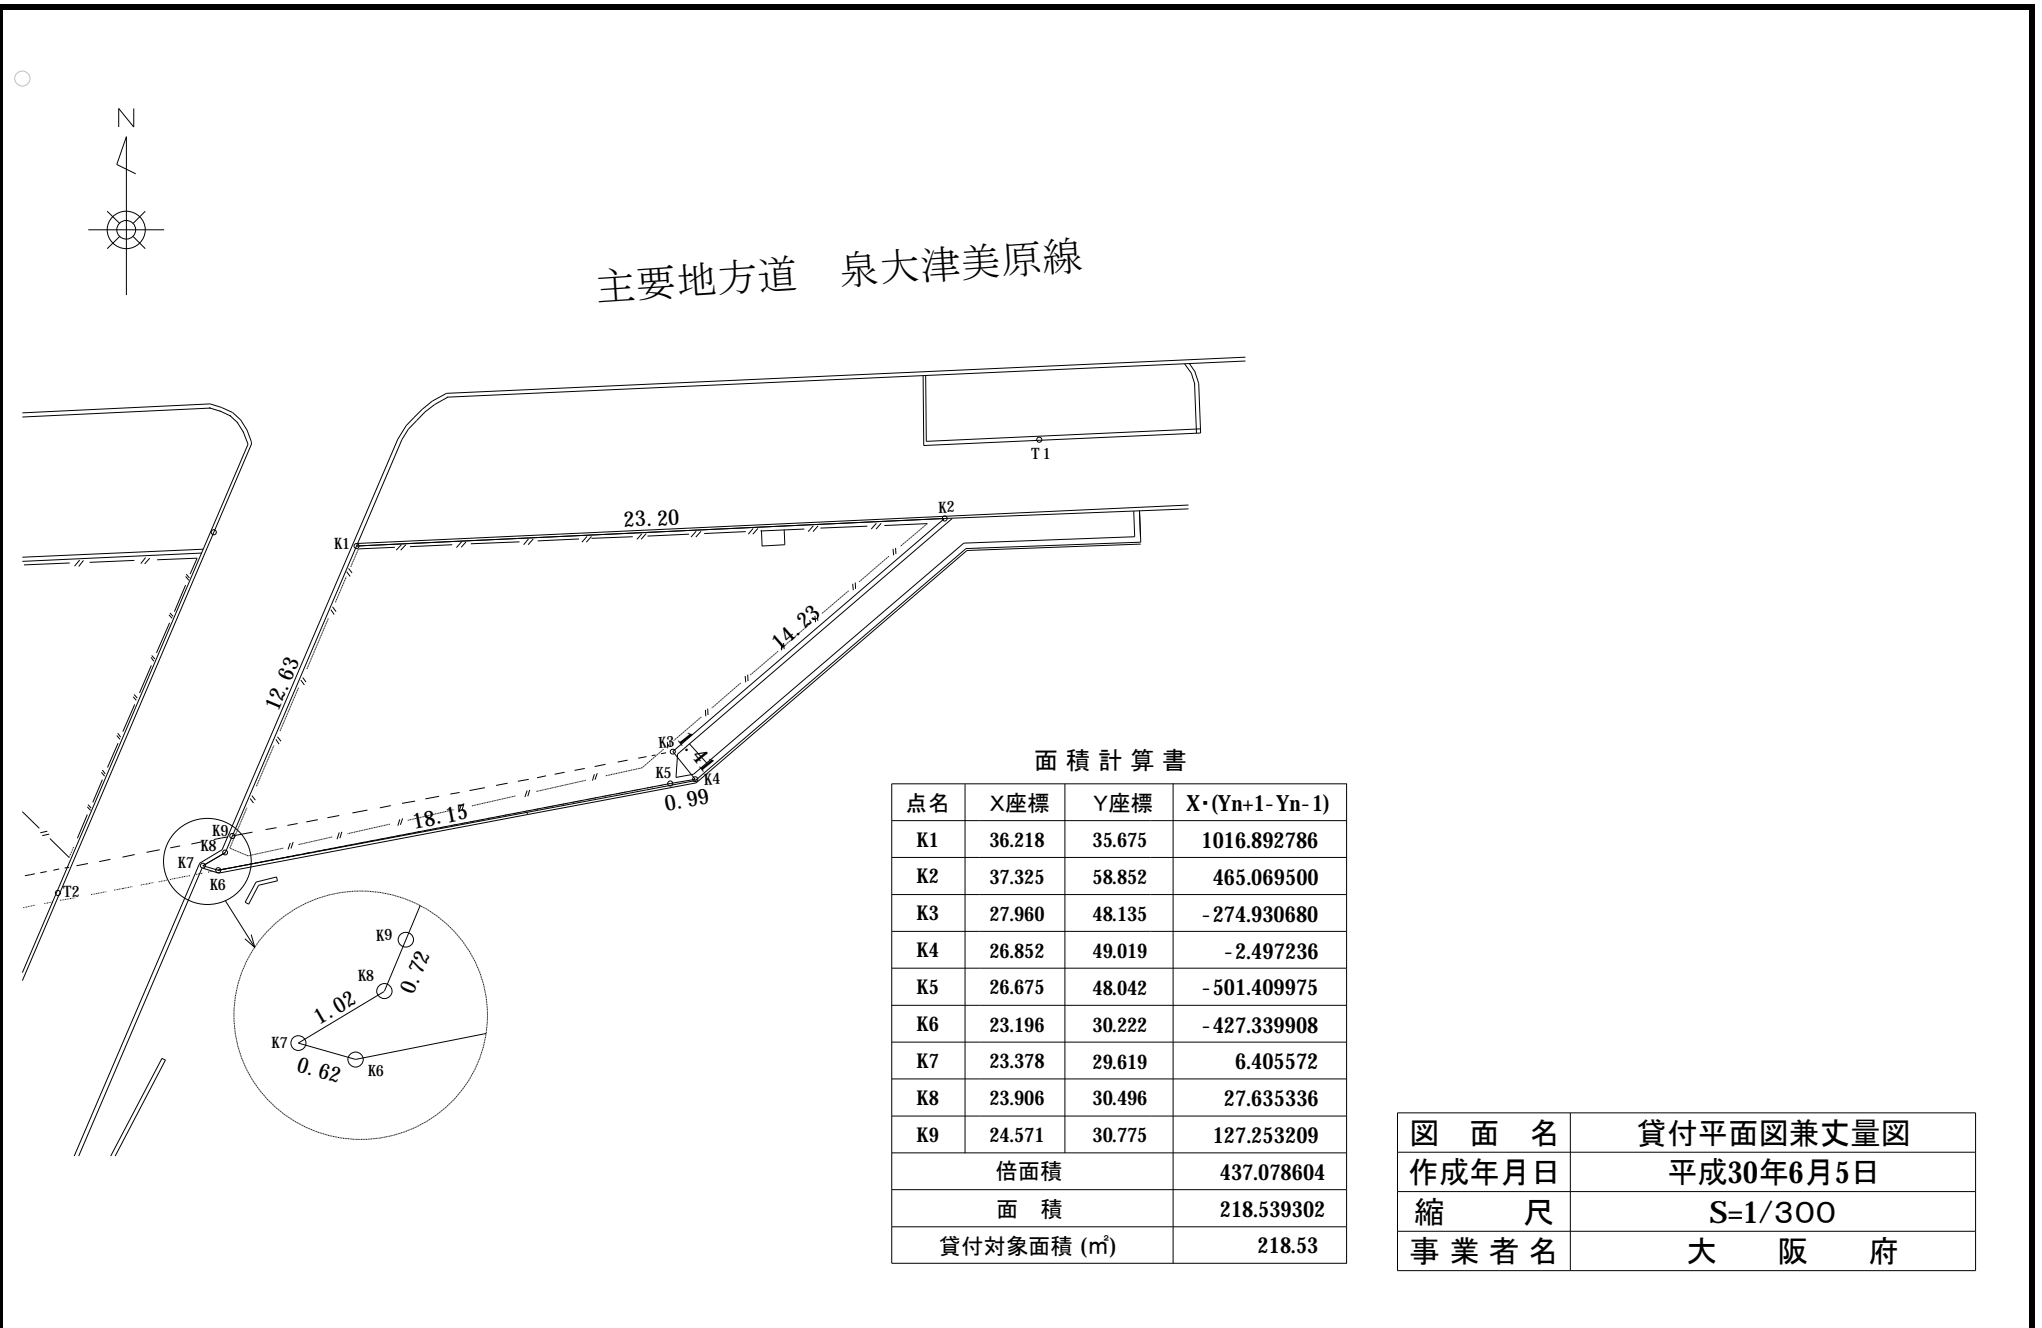 N
主要地方道　泉大津美原線
T1
K2
23.20
K1
14.23
12.63
K3
1.41
K5
K4
0.99
18.15
K9
K8
K7
K6
T2
K9
0.72
K8
1.02
K7
0.62
K6
面積計算書
点名 X座標 Y座標 X・(Yn+1-Yn-1)
K1 36.218 35.675 1016.892786
K2 37.325 58.852 465.069500
K3 27.960 48.135 -274.930680
K4 26.852 49.019 -2.497236
K5 26.675 48.042 -501.409975
K6 23.196 30.222 -427.339908
K7 23.378 29.619 6.405572
K8 23.906 30.496 27.635336
K9 24.571 30.775 127.253209
倍面積 437.078604
面積 218.539302
貸付対象面積(㎡) 218.53
図面名 貸付平面図兼丈量図
作成年月日 平成30年6月5日
縮尺 S=1/300
事業者名 大阪府